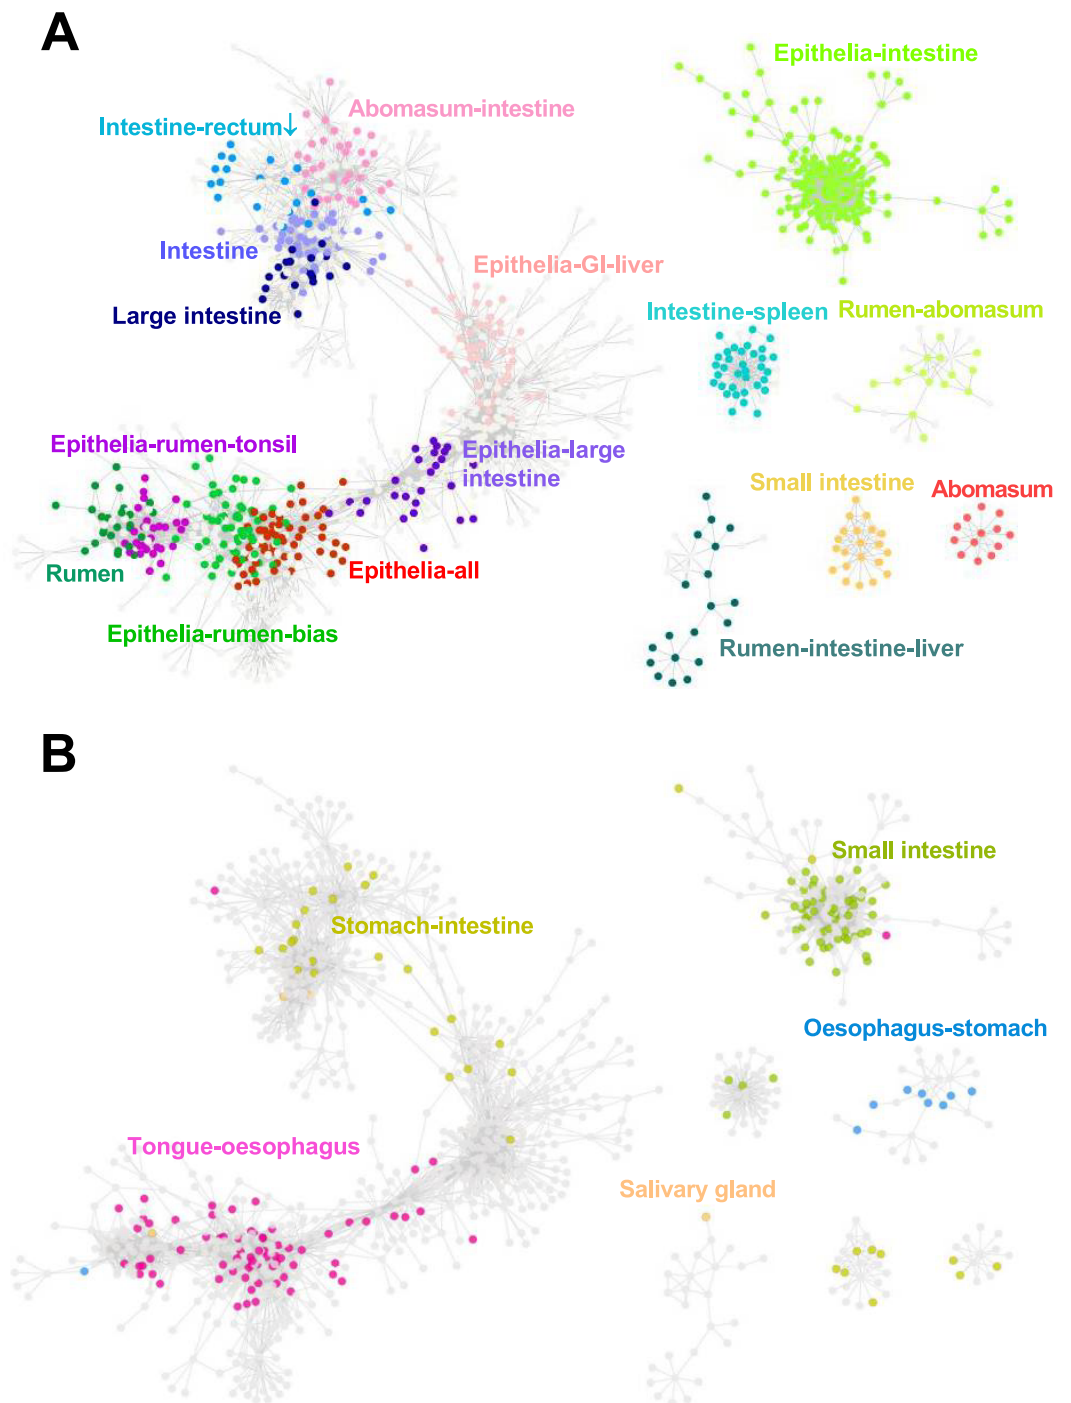 A
Epithelia-intestine
Abomasum-intestine
Intestine-rectum↓
Intestine
Epithelia-GI-liver
Large intestine
Intestine-spleen
Rumen-abomasum
Epithelia-rumen-tonsil
Epithelia-large
intestine
Small intestine
Abomasum
Rumen
Epithelia-all
Epithelia-rumen-bias
Rumen-intestine-liver
B
Small intestine
Stomach-intestine
Oesophagus-stomach
Tongue-oesophagus
Salivary gland